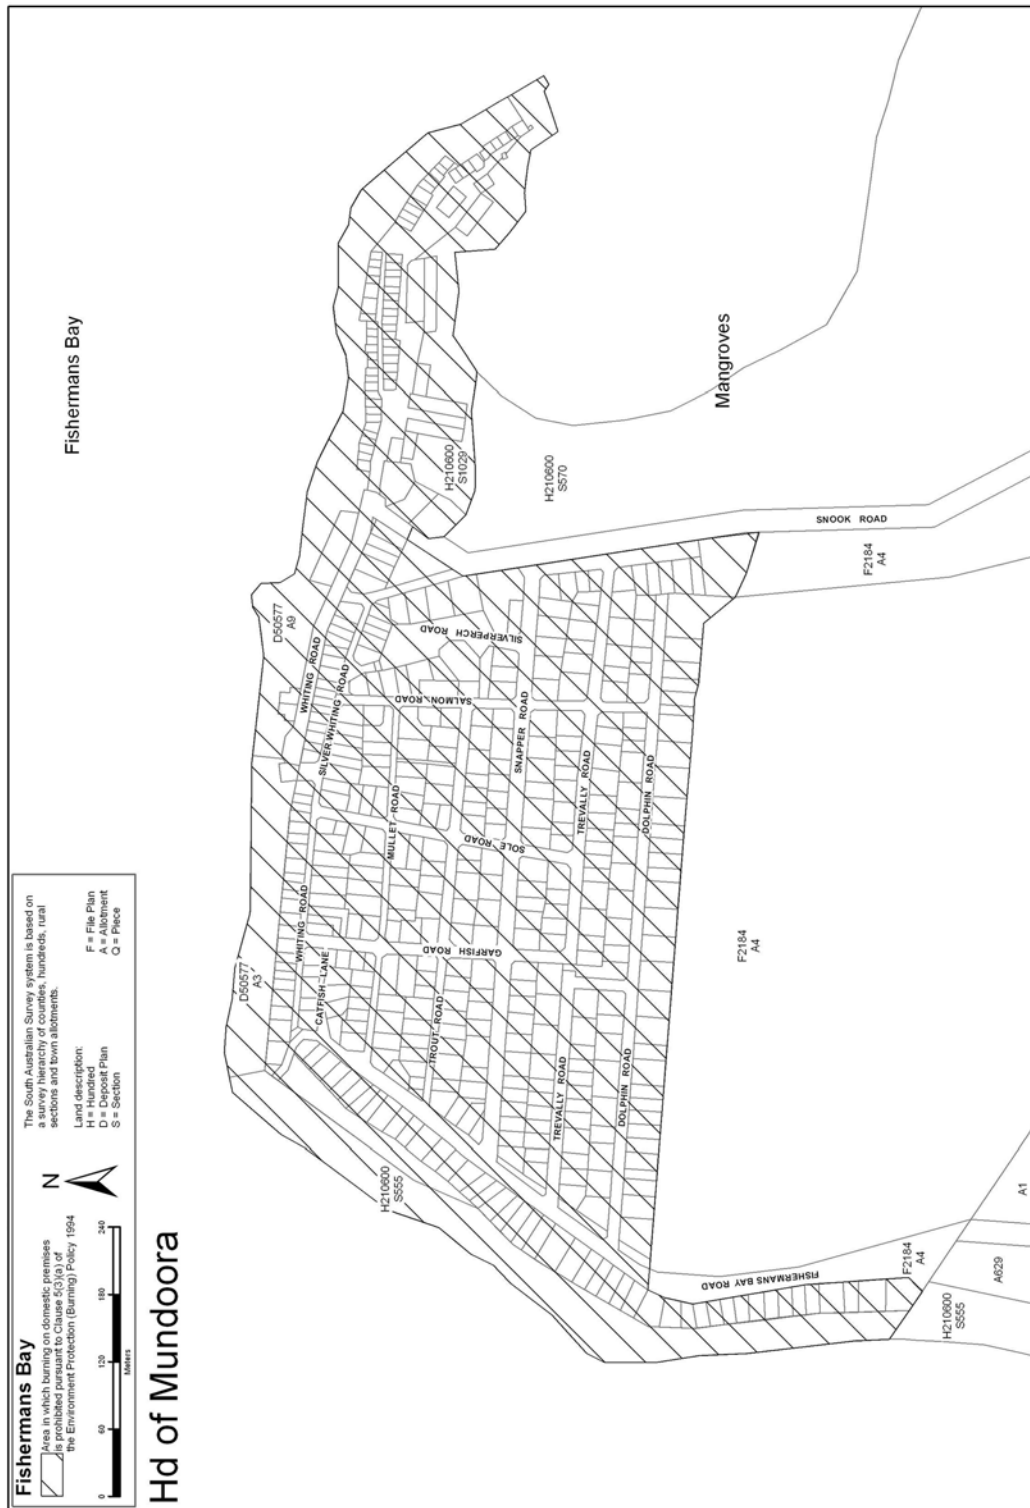 Fishermans Bay
Area in which burning on domestic premises
is prohibited pursuant to Clause 5(3)(a) of
the Environment Protection (Burning) Policy 1994
0 60 120 180 240
Meters
N
The South Australian Survey system is based on
a survey hierarchy of counties, hundreds, rural
sections and town allotments.
Land description:
H = Hundred
D = Deposit Plan
S = Section
F = File Plan
A = Allotment
Q = Piece
Hd of Mundoora
Fishermans Bay
Mangroves
D50577
A3
D50577
A9
H210600
S1029
H210600
S570
H210600
S555
WHITING ROAD
WHITING ROAD
SILVER WHITING ROAD
CATFISH LANE
MULLET ROAD
SALMON ROAD
SILVERPERCH ROAD
SNAPPER ROAD
SOLE ROAD
GARFISH ROAD
TROUT ROAD
TREVALLY ROAD
TREVALLY ROAD
DOLPHIN ROAD
DOLPHIN ROAD
SNOOK ROAD
F2184
A4
F2184
A4
FISHERMANS BAY ROAD
F2184
A4
H210600
S555
A629
A1